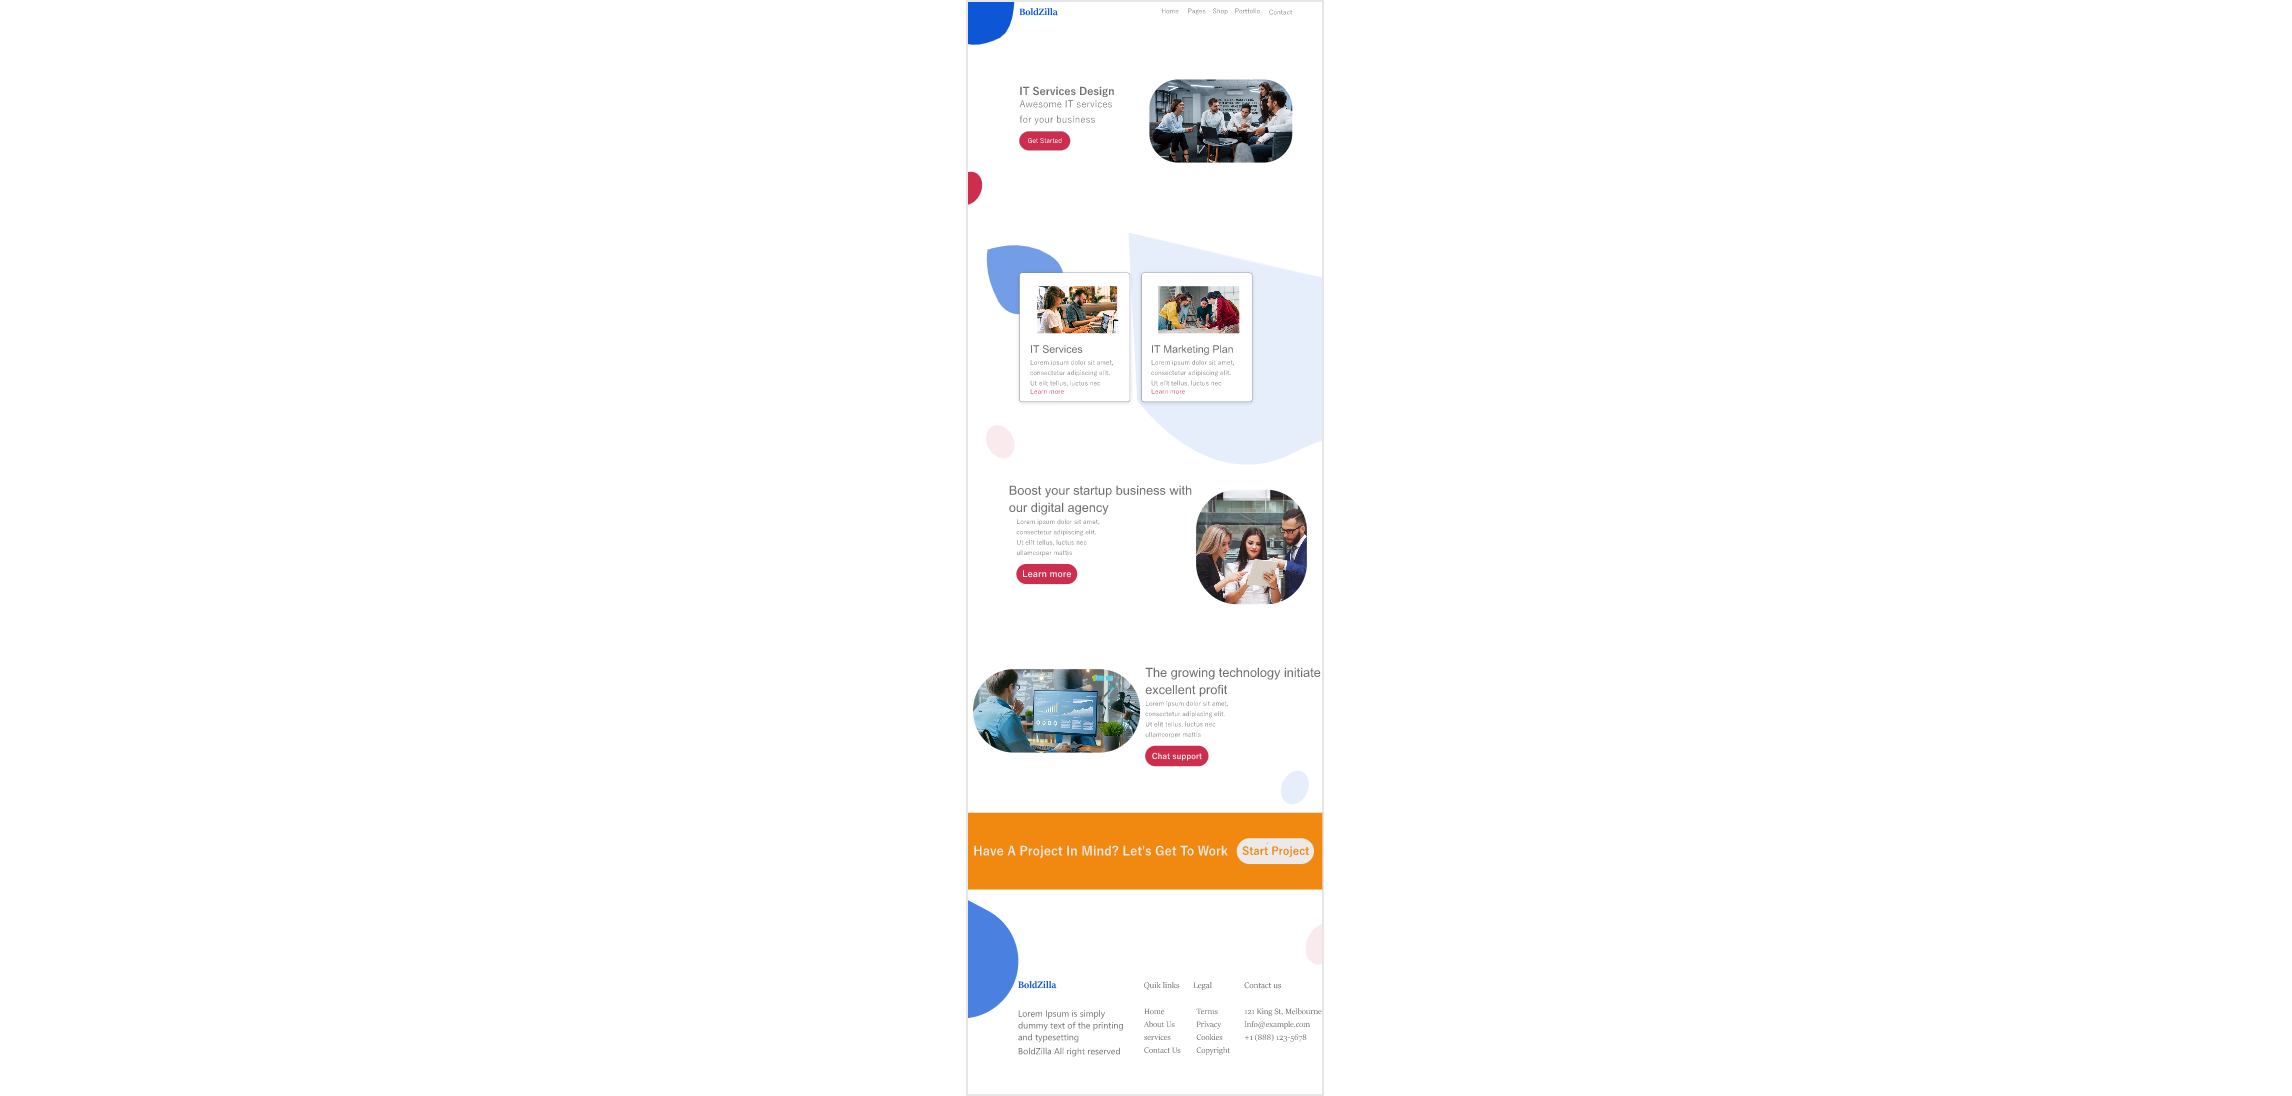 BoldZilla
Home Pages Shop Portfolio Contact
IT Services Design
Awesome IT services
for your business
Get Started
IT Services
Lorem ipsum dolor sit amet,
consectetur adipiscing elit.
Ut elit tellus, luctus nec
Learn more
IT Marketing Plan
Lorem ipsum dolor sit amet,
consectetur adipiscing elit.
Ut elit tellus, luctus nec
Learn more
Boost your startup business with
our digital agency
Lorem ipsum dolor sit amet,
consectetur adipiscing elit.
Ut elit tellus, luctus nec
ullamcorper mattis
Learn more
The growing technology initiate
excellent profit
Lorem ipsum dolor sit amet,
consectetur adipiscing elit.
Ut elit tellus, luctus nec
ullamcorper mattis
Chat support
Have A Project In Mind? Let's Get To Work
Start Project
BoldZilla
Lorem Ipsum is simply
dummy text of the printing
and typesetting
BoldZilla All right reserved
Quik links
Home
About Us
services
Contact Us
Legal
Terms
Privacy
Cookies
Copyright
Contact us
121 King St, Melbourne
Info@example.com
+1 (888) 123-5678